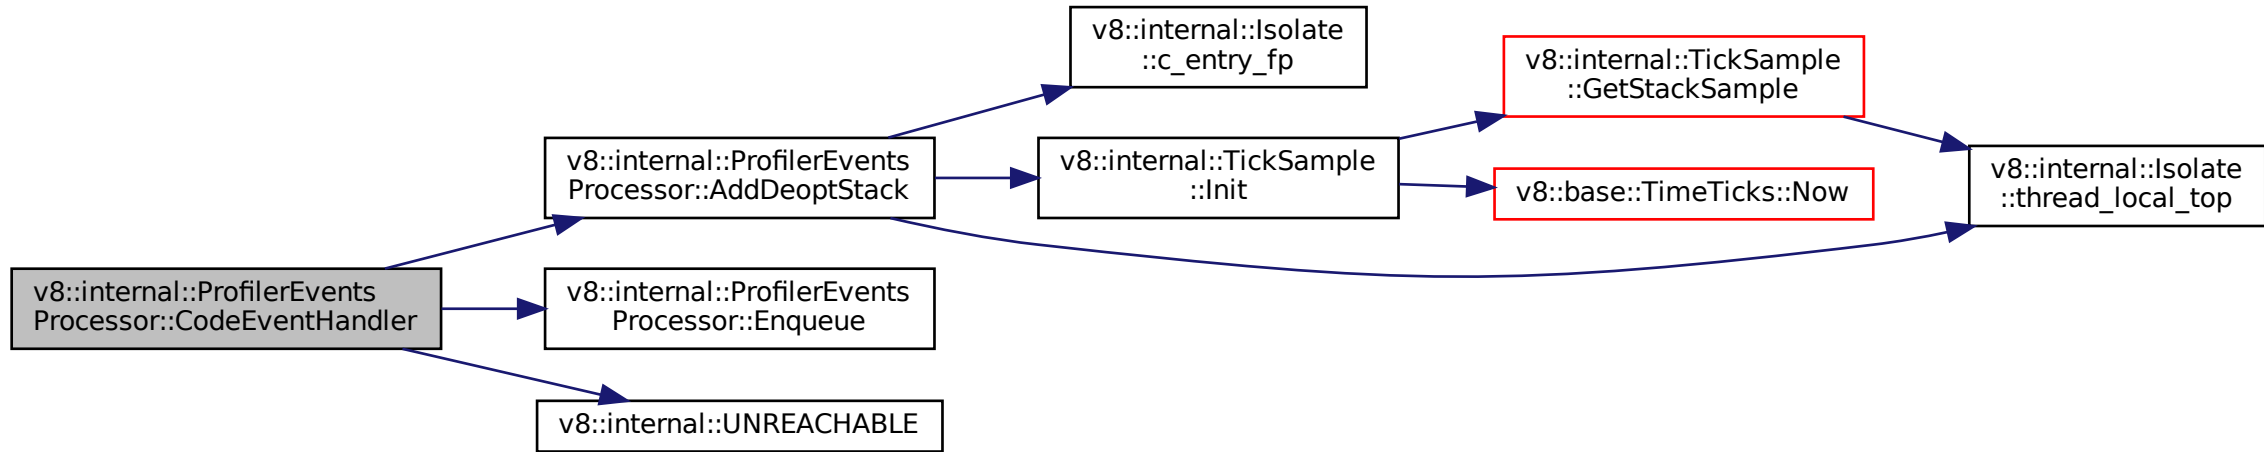 v8::internal::ProfilerEvents
Processor::CodeEventHandler
v8::internal::ProfilerEvents
Processor::AddDeoptStack
v8::internal::Isolate
::c_entry_fp
v8::internal::TickSample
::Init
v8::internal::TickSample
::GetStackSample
v8::internal::Isolate
::thread_local_top
v8::base::TimeTicks::Now
v8::internal::ProfilerEvents
Processor::Enqueue
v8::internal::UNREACHABLE